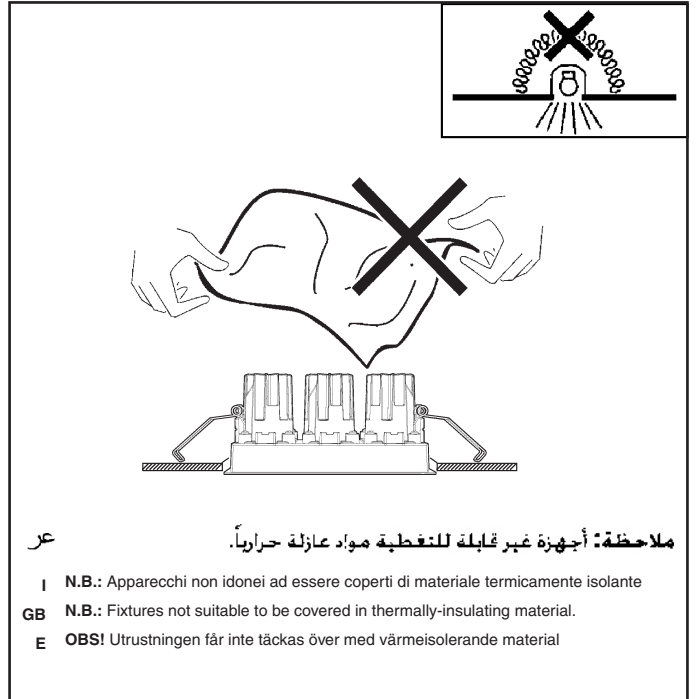 ملاحظة: أجهزة غير قابلة للتغطية مواد عازلة حرارياً. عر
I N.B.: Apparecchi non idonei ad essere coperti di materiale termicamente isolante
GB N.B.: Fixtures not suitable to be covered in thermally-insulating material.
E OBS! Utrustningen får inte täckas över med värmeisolerande material